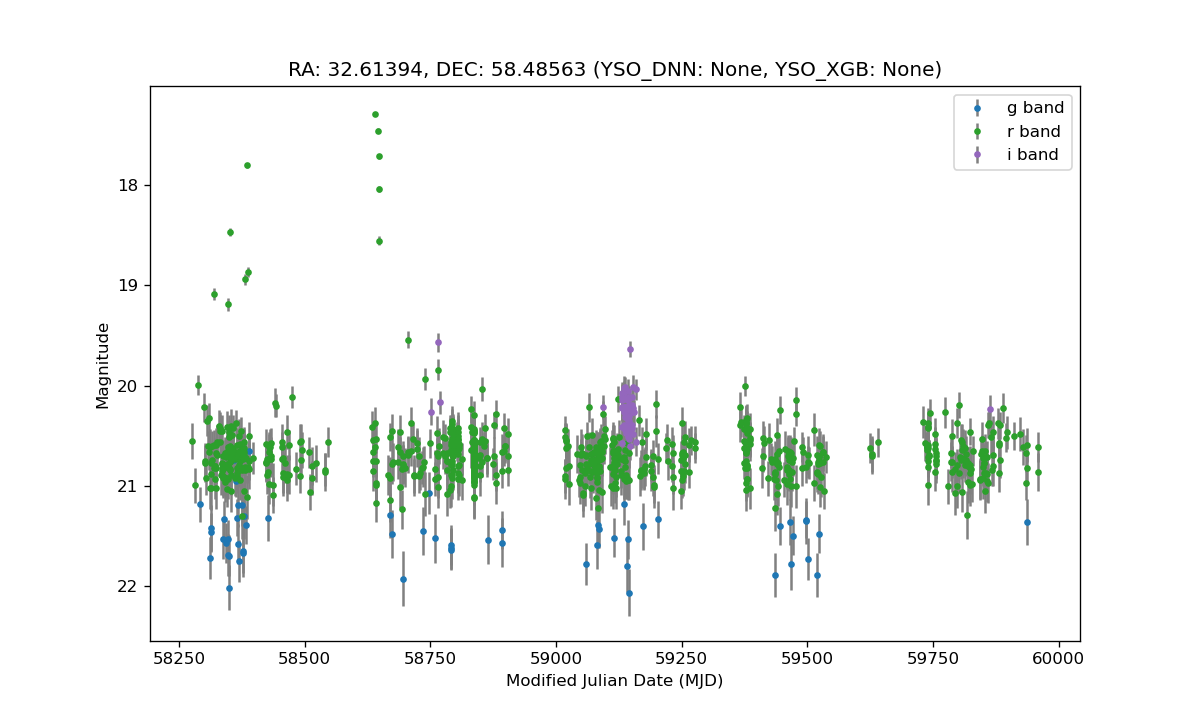 RA: 32.61394, DEC: 58.48563 (YSO_DNN: None, YSO_XGB: None)
g band
r band
i band
18
19
20
21
22
Magnitude
58250 58500 58750 59000 59250 59500 59750 60000
Modified Julian Date (MJD)